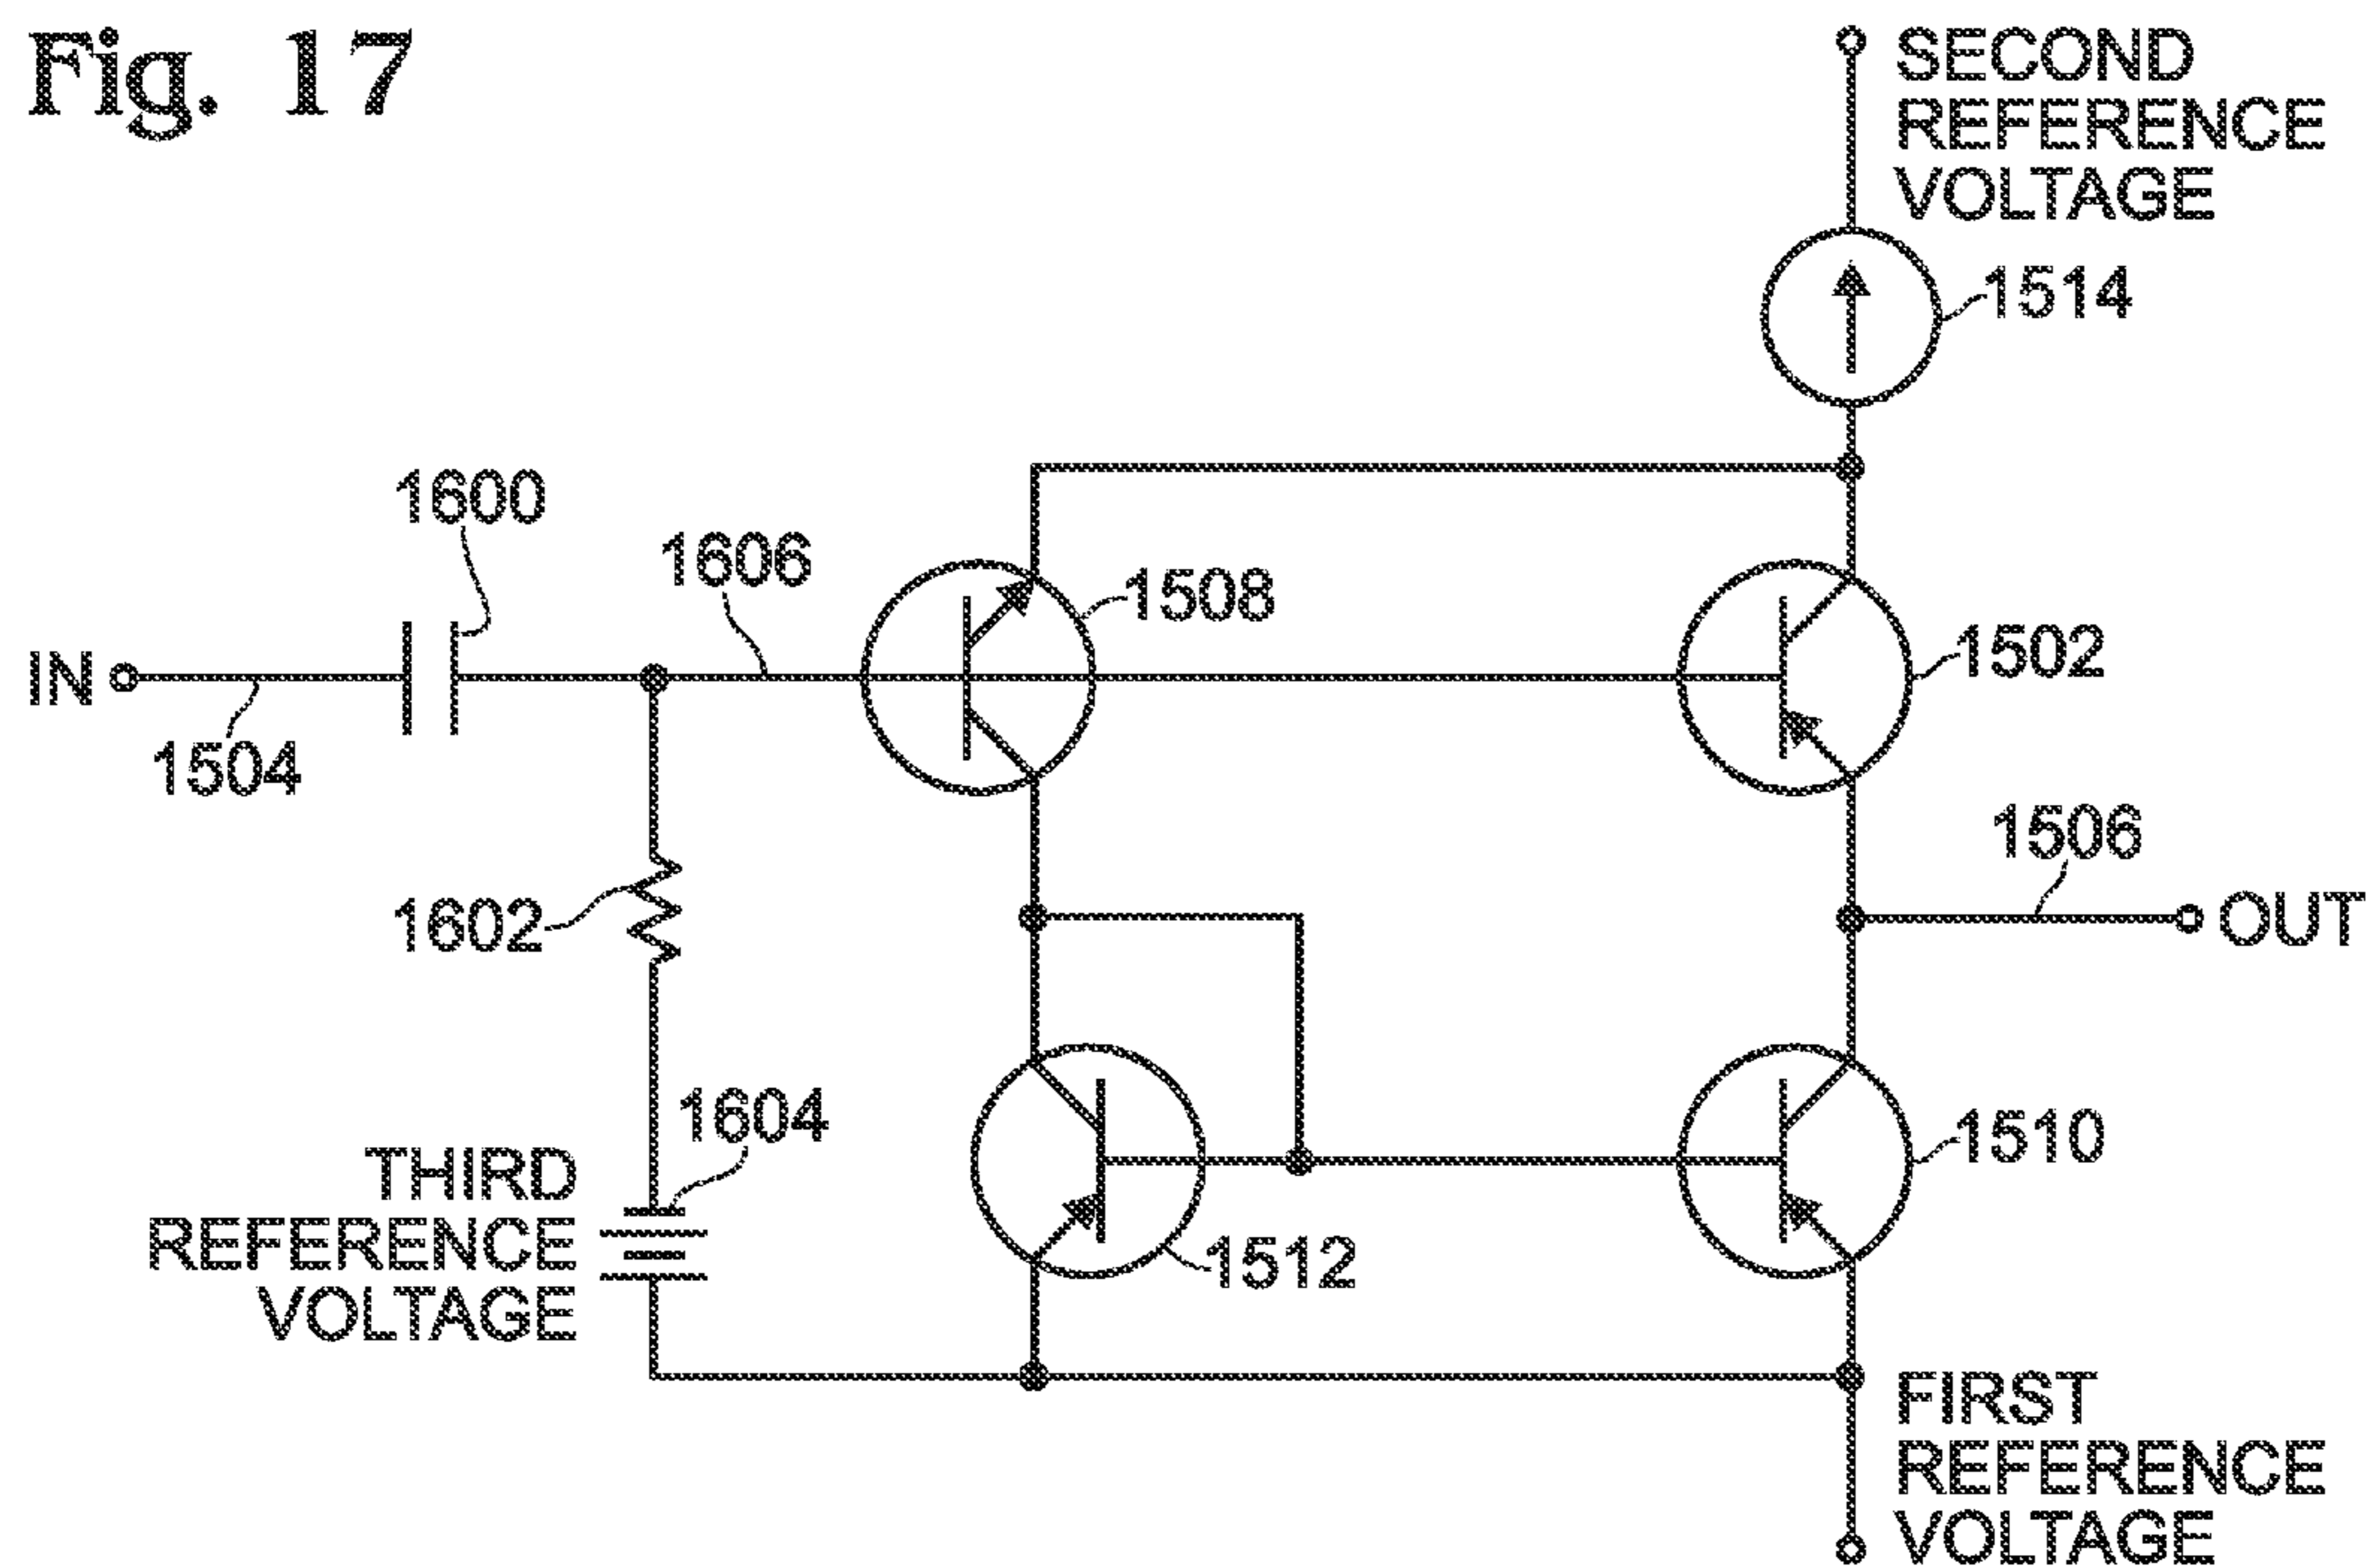 Fig. 17
SECOND
REFERENCE
VOLTAGE
1514
1600
1606
1508
1502
IN
1504
1506
OUT
1602
1604
THIRD
REFERENCE
VOLTAGE
1510
1512
FIRST
REFERENCE
VOLTAGE